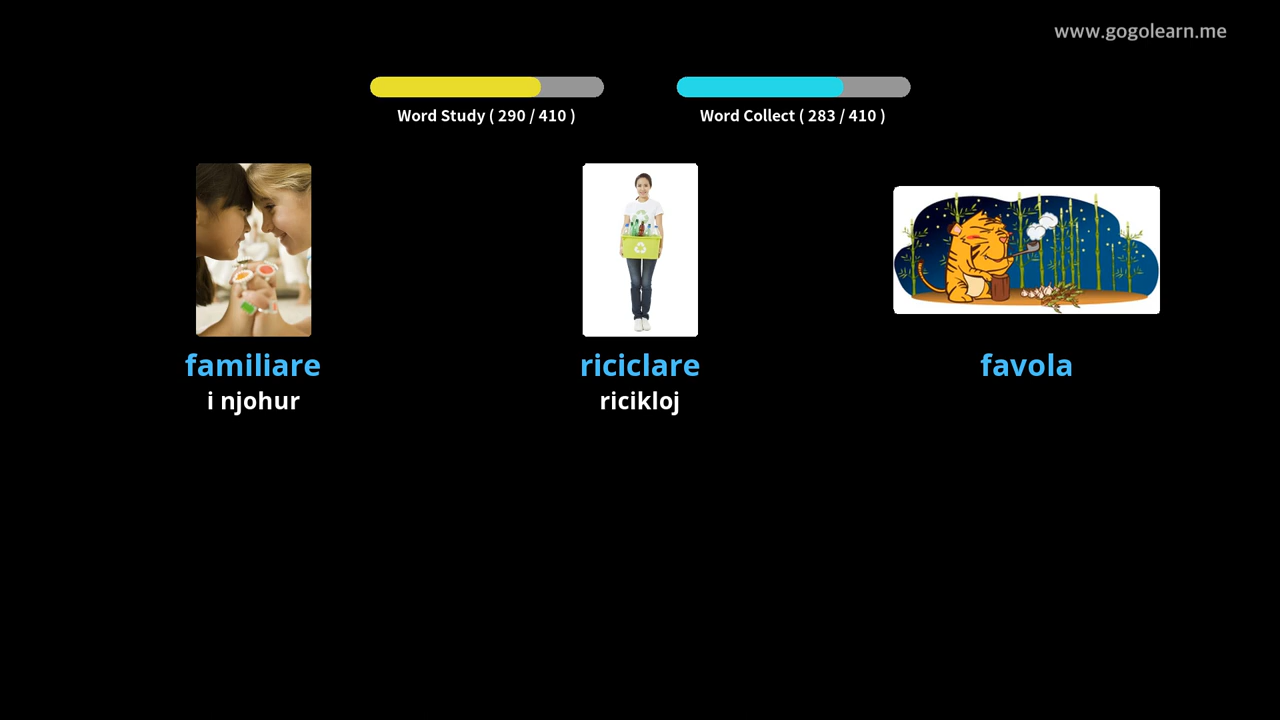 www.gogolearn.me
Word Study ( 290 / 410 )
Word Collect ( 283 / 410 )
familiare
i njohur
riciclare
ricikloj
favola